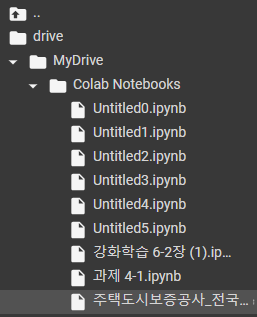 ..
drive
MyDrive
Colab Notebooks
Untitled0.ipynb
Untitled1.ipynb
Untitled2.ipynb
Untitled3.ipynb
Untitled4.ipynb
Untitled5.ipynb
강화학습 6-2장 (1).ip...
과제 4-1.ipynb
주택도시보증공사_전국...